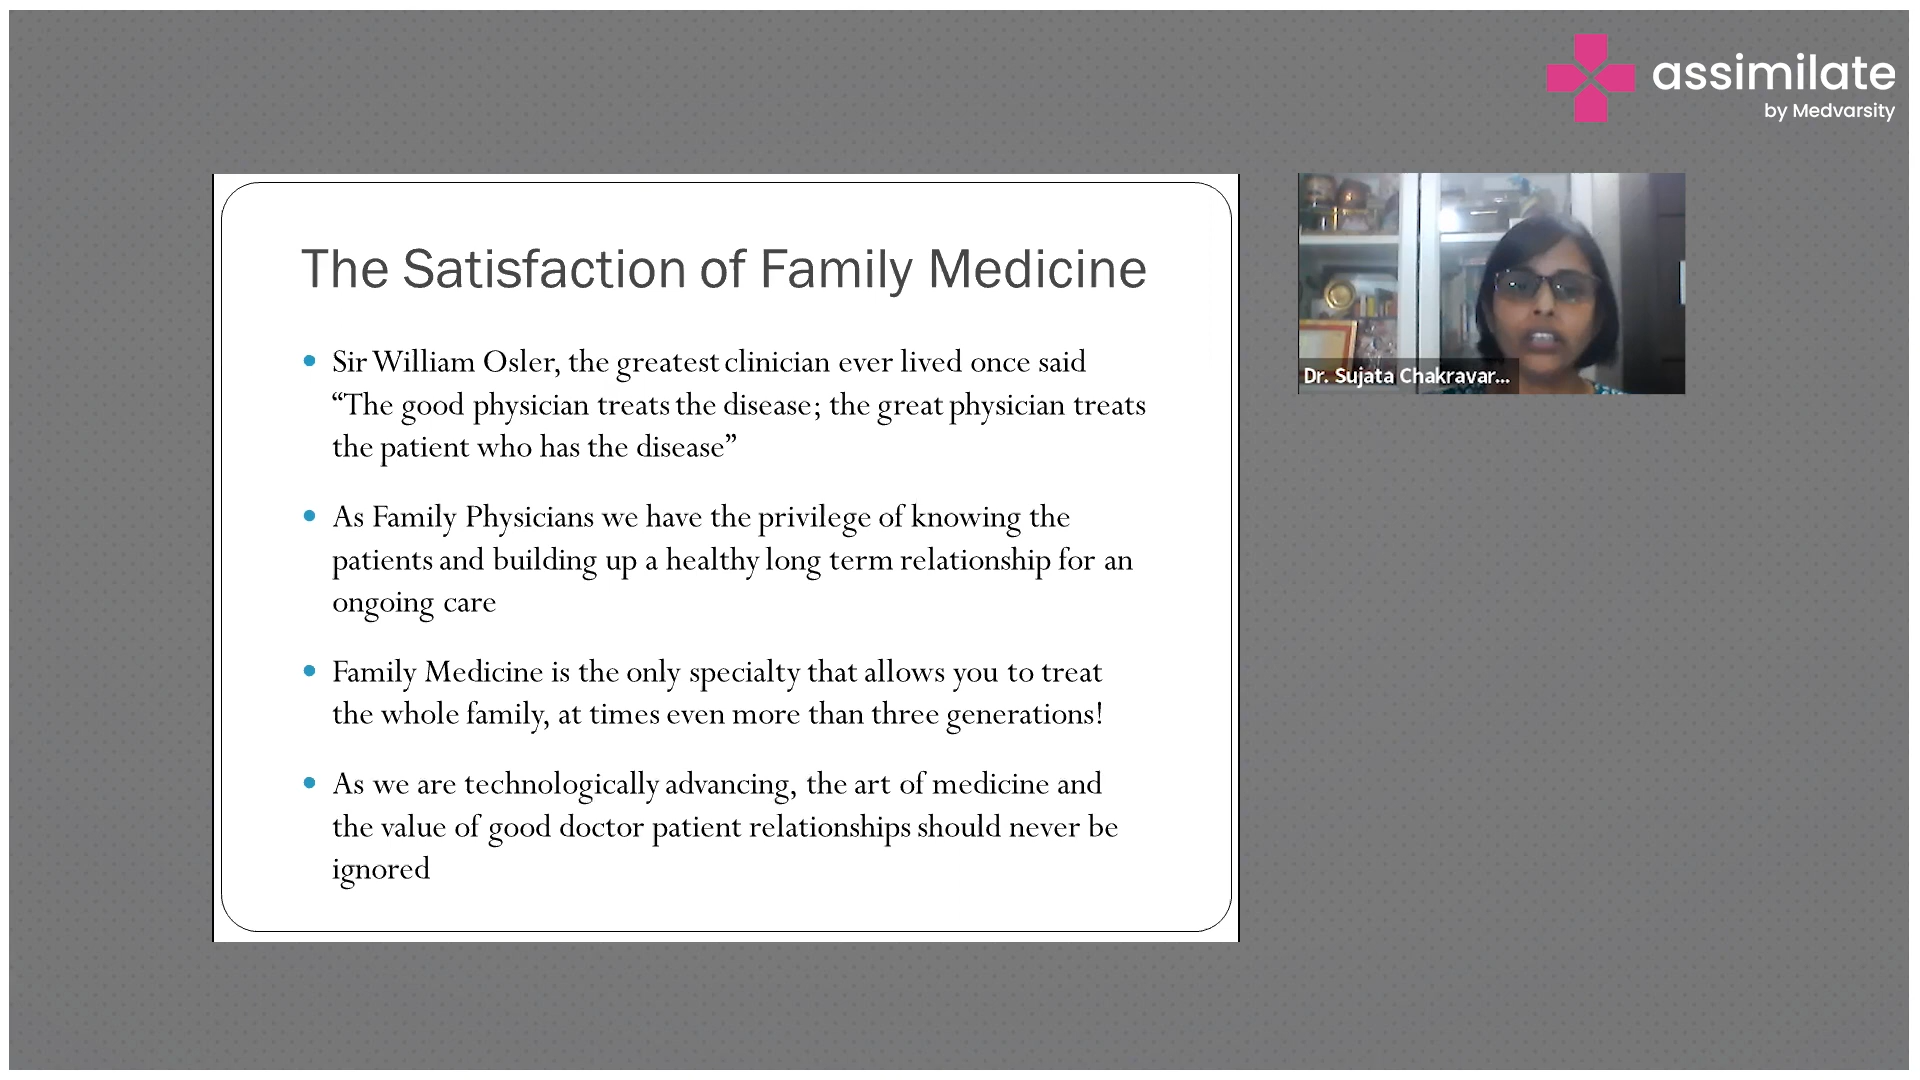 assimilate
by Medvarsity
The Satisfaction of Family Medicine
Sir William Osler, the greatest clinician ever lived once said
“The good physician treats the disease; the great physician treats
the patient who has the disease”
As Family Physicians we have the privilege of knowing the
patients and building up a healthy long term relationship for an
ongoing care
Family Medicine is the only specialty that allows you to treat
the whole family, at times even more than three generations!
As we are technologically advancing, the art of medicine and
the value of good doctor patient relationships should never be
ignored
Dr. Sujata Chakravar...